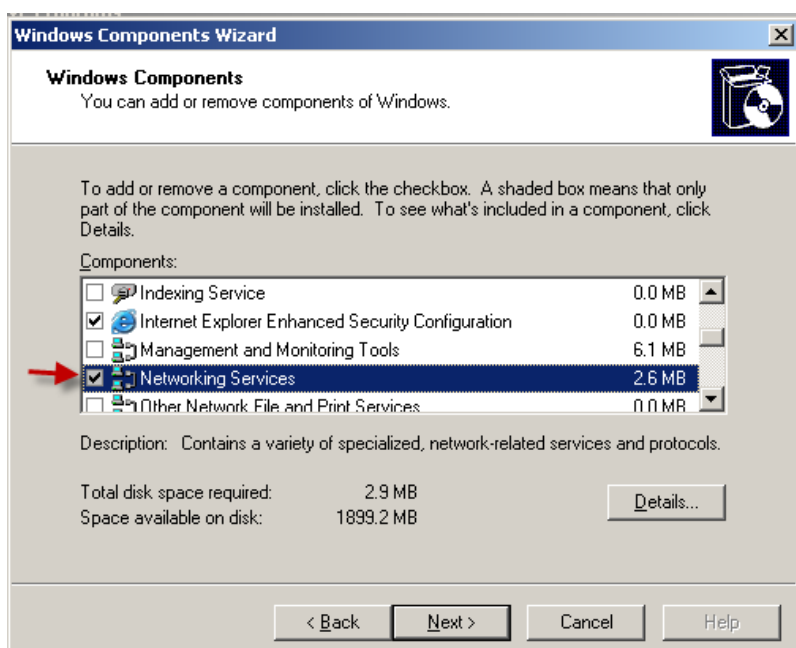 Windows Components Wizard
Windows Components
You can add or remove components of Windows.
To add or remove a component, click the checkbox. A shaded box means that only
part of the component will be installed. To see what's included in a component, click
Details.
Components:
Indexing Service 0.0 MB
Internet Explorer Enhanced Security Configuration 0.0 MB
Management and Monitoring Tools 6.1 MB
Networking Services 2.6 MB
Other Network File and Print Services 0.0 MB
Description: Contains a variety of specialized, network-related services and protocols.
Total disk space required: 2.9 MB
Space available on disk: 1899.2 MB
Details...
< Back Next > Cancel Help